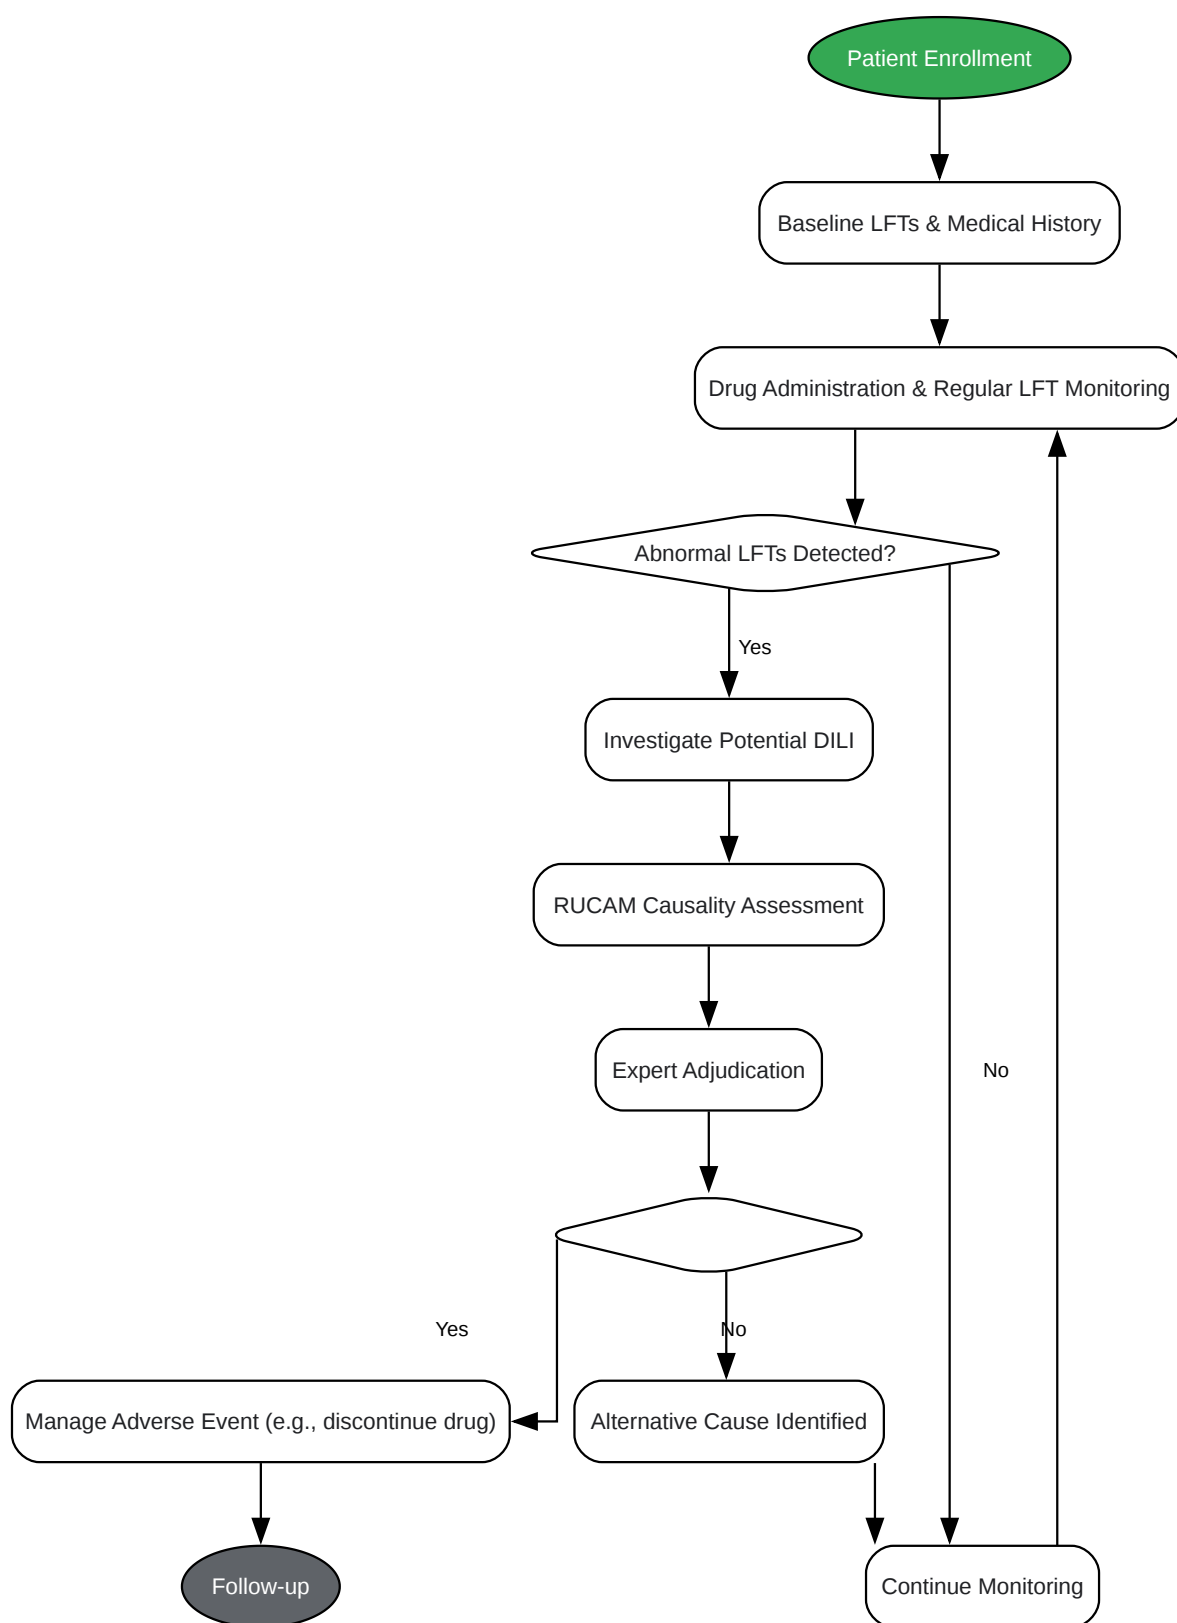 Patient Enrollment
Baseline LFTs & Medical History
Drug Administration & Regular LFT Monitoring
Abnormal LFTs Detected?
Yes
Investigate Potential DILI
RUCAM Causality Assessment
Expert Adjudication
No
Yes
No
Manage Adverse Event (e.g., discontinue drug)
Alternative Cause Identified
Follow-up
Continue Monitoring